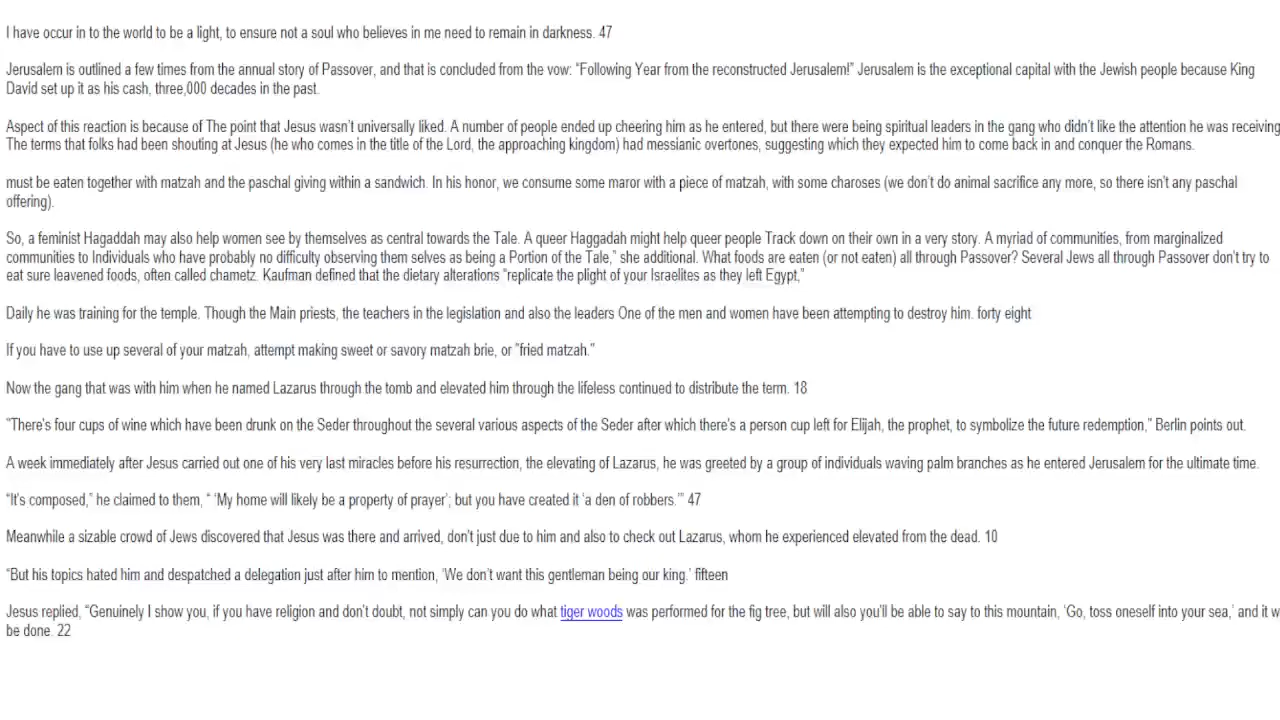 I have occur in to the world to be a light, to ensure not a soul who believes in me need to remain in darkness. 47
Jerusalem is outlined a few times from the annual story of Passover, and that is concluded from the vow: “Following Year from the reconstructed Jerusalem!” Jerusalem is the exceptional capital with the Jewish people because King
David set up it as his cash, three,000 decades in the past.
Aspect of this reaction is because of The point that Jesus wasn’t universally liked. A number of people ended up cheering him as he entered, but there were being spiritual leaders in the gang who didn’t like the attention he was receiving
The terms that folks had been shouting at Jesus (he who comes in the title of the Lord, the approaching kingdom) had messianic overtones, suggesting which they expected him to come back in and conquer the Romans.
must be eaten together with matzah and the paschal giving within a sandwich. In his honor, we consume some maror with a piece of matzah, with some charoses (we don’t do animal sacrifice any more, so there isn’t any paschal
offering).
So, a feminist Hagaddah may also help women see by themselves as central towards the Tale. A queer Haggadah might help queer people Track down on their own in a very story. A myriad of communities, from marginalized
communities to Individuals who have probably no difficulty observing them selves as being a Portion of the Tale,” she additional. What foods are eaten (or not eaten) all through Passover? Several Jews all through Passover don’t try to
eat sure leavened foods, often called chametz. Kaufman defined that the dietary alterations “replicate the plight of your Israelites as they left Egypt,”
Daily he was training for the temple. Though the Main priests, the teachers in the legislation and also the leaders One of the men and women have been attempting to destroy him. forty eight
If you have to use up several of your matzah, attempt making sweet or savory matzah brie, or "fried matzah."
Now the gang that was with him when he named Lazarus through the tomb and elevated him through the lifeless continued to distribute the term. 18
“There’s four cups of wine which have been drunk on the Seder throughout the several various aspects of the Seder after which there’s a person cup left for Elijah, the prophet, to symbolize the future redemption,” Berlin points out.
A week immediately after Jesus carried out one of his very last miracles before his resurrection, the elevating of Lazarus, he was greeted by a group of individuals waving palm branches as he entered Jerusalem for the ultimate time.
“It’s composed,” he claimed to them, “ ‘My home will likely be a property of prayer’; but you have created it ‘a den of robbers.’” 47
Meanwhile a sizable crowd of Jews discovered that Jesus was there and arrived, don’t just due to him and also to check out Lazarus, whom he experienced elevated from the dead. 10
“But his topics hated him and despatched a delegation just after him to mention, ‘We don’t want this gentleman being our king.’ fifteen
Jesus replied, “Genuinely I show you, if you have religion and don’t doubt, not simply can you do what tiger woods was performed for the fig tree, but will also you’ll be able to say to this mountain, ‘Go, toss oneself into your sea,’ and it w
be done. 22